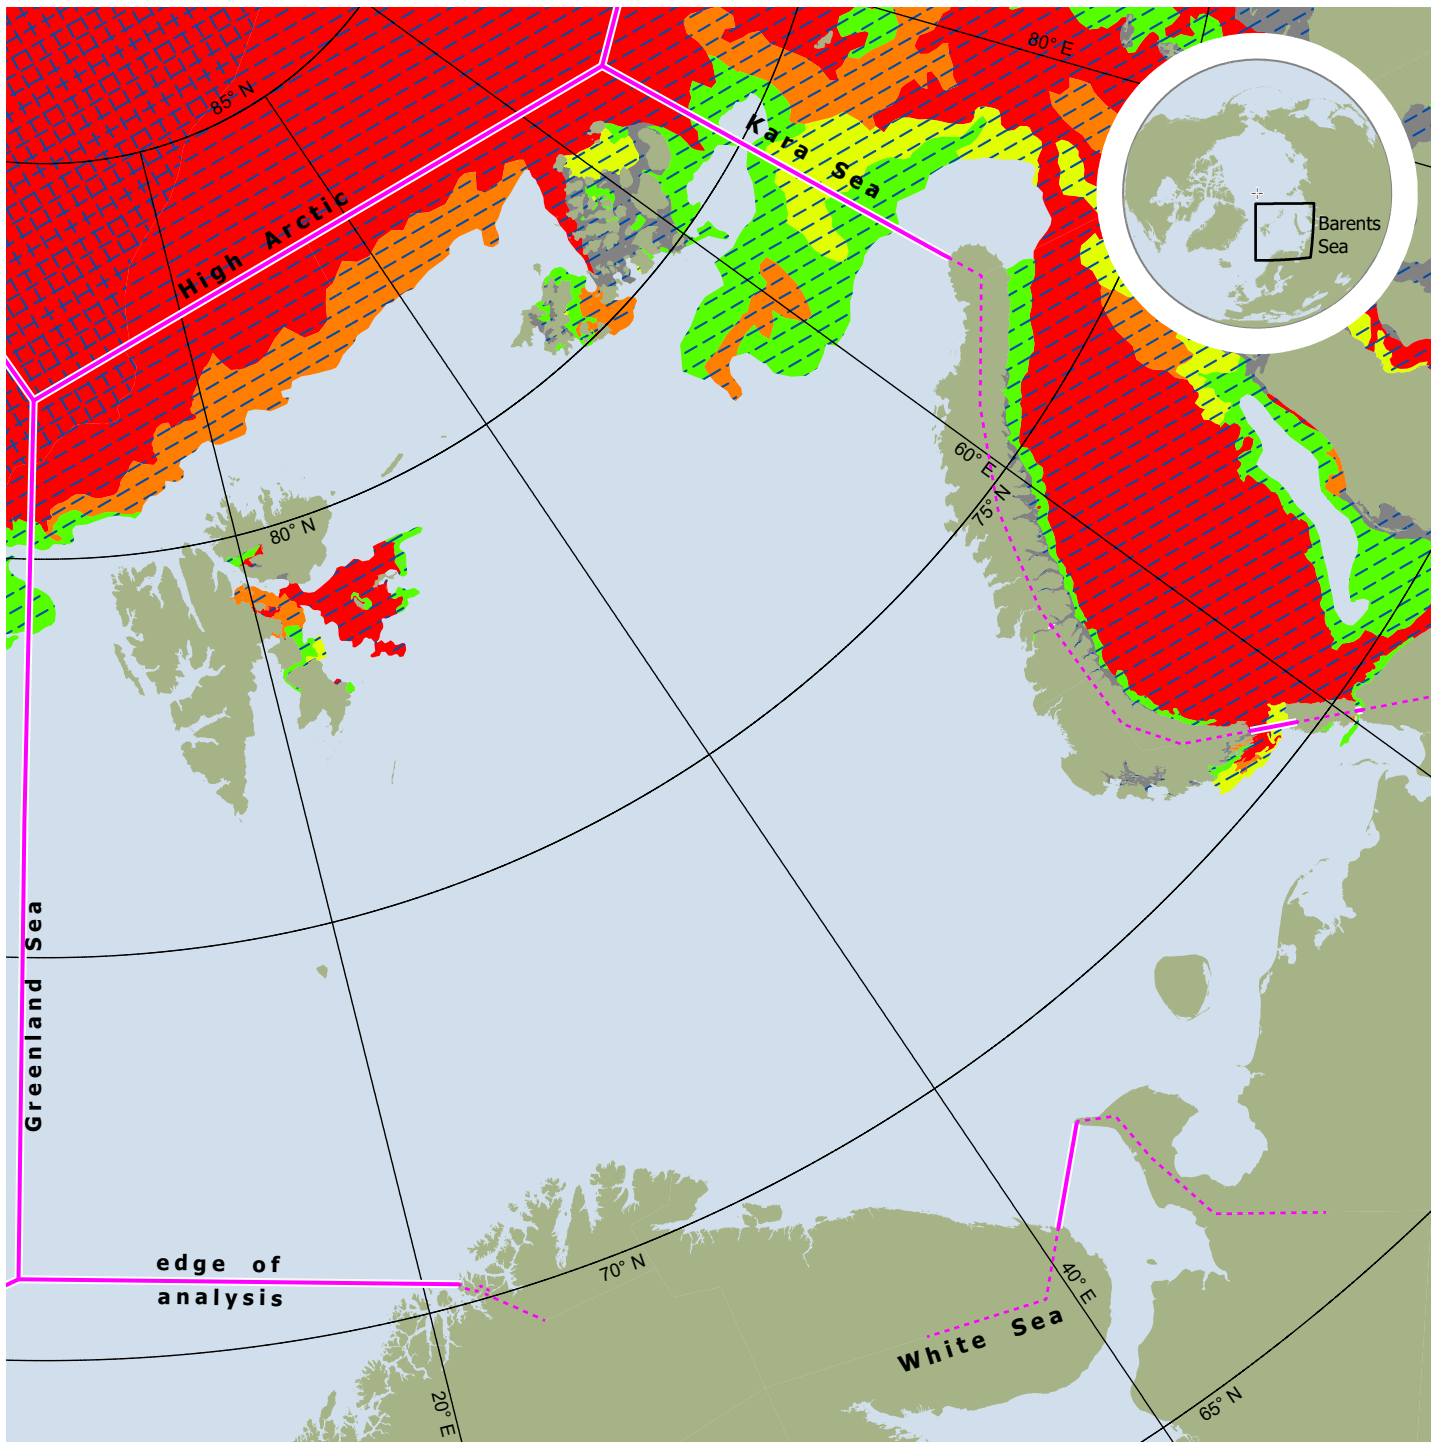 80° E
85° N
Kara Sea
High Arctic
Barents
Sea
60° E
75° N
80° N
Greenland Sea
edge of
analysis
70° N
40° E
White Sea
20° E
65° N